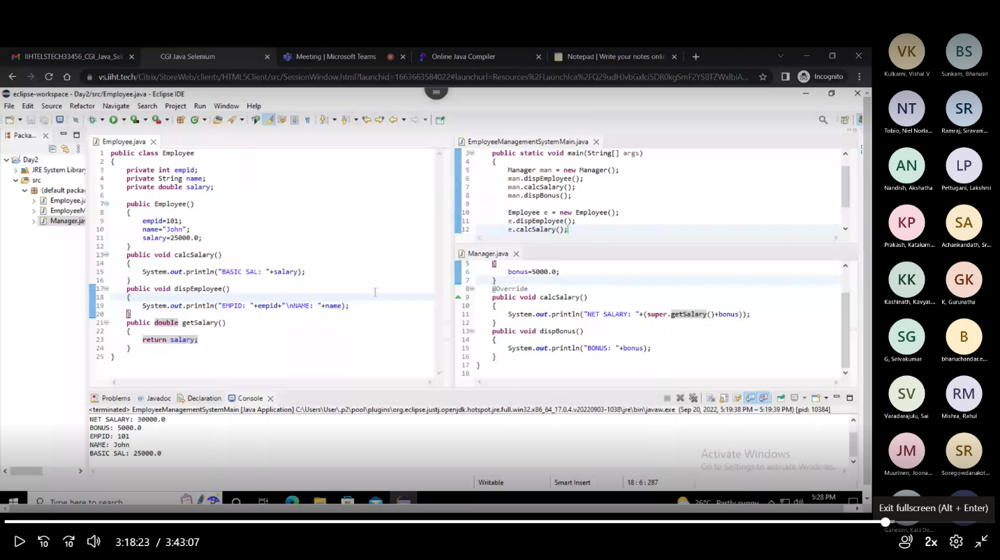 IIHTELSTECH33456_CGI_Java_Sel
CGI Java Selenium
Meeting | Microsoft Teams
Online Java Compiler
Notepad | Write your notes onlin
Incognito
eclipse-workspace - Day2/src/Employee.java - Eclipse IDE
File Edit Source Refactor Navigate Search Project Run Window Help
Packa...
Day2
JRE System Library
src
(default packa
Employee.ja
EmployeeM
Manager.jav
Employee.java
1 public class Employee
2 {
3 private int empid;
4 private String name;
5 private double salary;
6
7 public Employee()
8 {
9 empid=101;
10 name="John";
11 salary=25000.0;
12 }
13 public void calcSalary()
14 {
15 System.out.println("BASIC SAL: "+salary);
16 }
17 public void dispEmployee()
18 {
19 System.out.println("EMPID: "+empid+"\nNAME: "+name);
20 }
21 public double getSalary()
22 {
23 return salary;
24 }
25 }
EmployeeManagementSystemMain.java
3 public static void main(String[] args)
4 {
5 Manager man = new Manager();
6 man.dispEmployee();
7 man.calcSalary();
8 man.dispBonus();
9
10 Employee e = new Employee();
11 e.dispEmployee();
12 e.calcSalary();
Manager.java
5 {
6 bonus=5000.0;
7 }
8 @Override
9 public void calcSalary()
10 {
11 System.out.println("NET SALARY: "+(super.getSalary()+bonus));
12 }
13 public void dispBonus()
14 {
15 System.out.println("BONUS: "+bonus);
16 }
17 }
18
Problems Javadoc Declaration Console
<terminated> EmployeeManagementSystemMain [Java Application] C:\Users\User\.p2\pool\plugins\org.eclipse.justj.openjdk.hotspot.jre.full.win32.x86_64_17.0.4.v20220903-1038\jre\bin\javaw.exe (Sep 20, 2022, 5:19:38 PM – 5:19:39 PM) [pid: 10384]
NET SALARY: 30000.0
BONUS: 5000.0
EMPID: 101
NAME: John
BASIC SAL: 25000.0
Activate Windows
Go to Settings to activate Windows.
Writable Smart Insert 18 : 6 : 287
Type here to search
26°C Partly sunny
5:28 PM
VK BS
Kulkarni, Vishal V Sunkam, Bhanusri
NT SR
Tobio, Niel Norla... Ramraj, Siravani...
AN LP
Nandish, Akshatha Pettugani, Lakshmi
KP SA
Prakash, Katakam... Achankandath, Sr...
KK GK
Kashinath, Kavyas... K, Gurunatha
SG B
G, Selvakumar bhanuchandar.e...
SV RM
Varadarajulu, Sai Mishra, Rahul
JM SR
Muurinen, Joona... Soregowdanakot...
Exit fullscreen (Alt + Enter)
Ganeson, Kala De...
10 10 3:18:23 / 3:43:07
2x